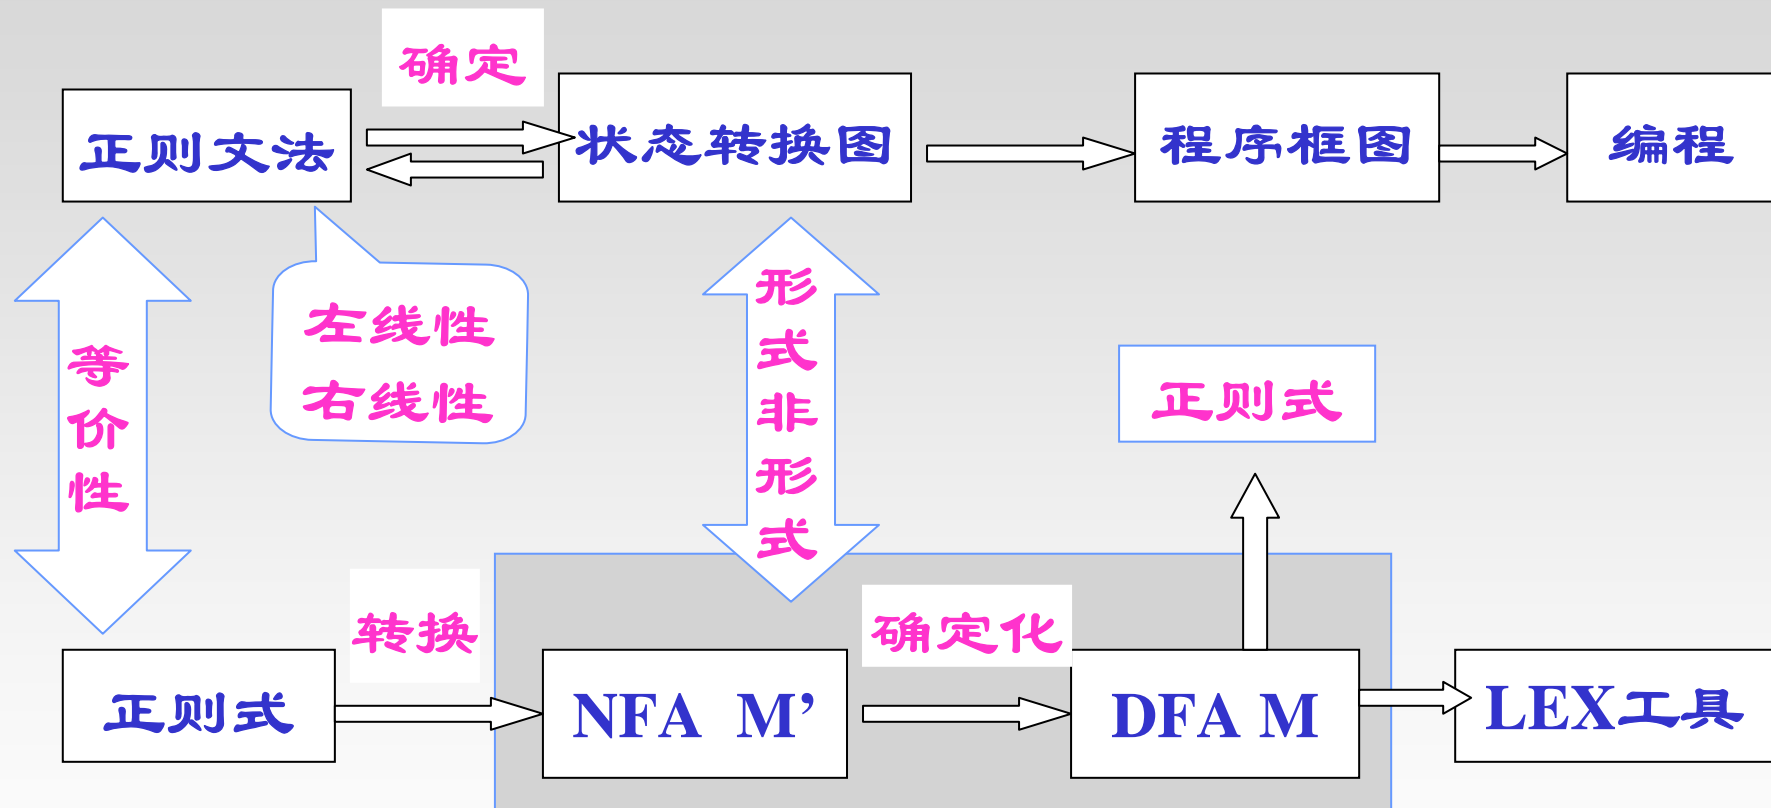 确定
正则文法
状态转换图
程序框图
编程
左线性
右线性
等价性
形式非形式
正则式
转换
确定化
正则式
NFA M’
DFA M
LEX工具